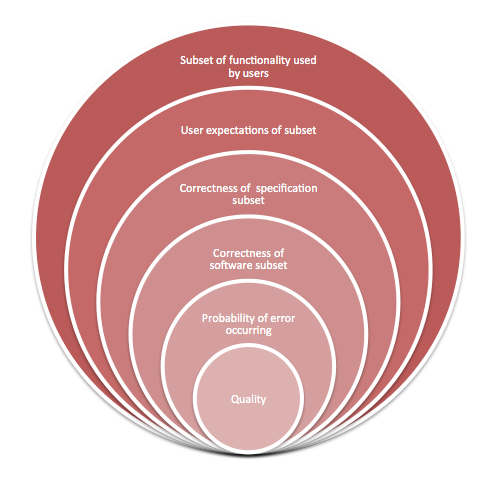 Subset of functionality used
by users
User expectations of subset
Correctness of specification
subset
Correctness of
software subset
Probability of error
occurring
Quality